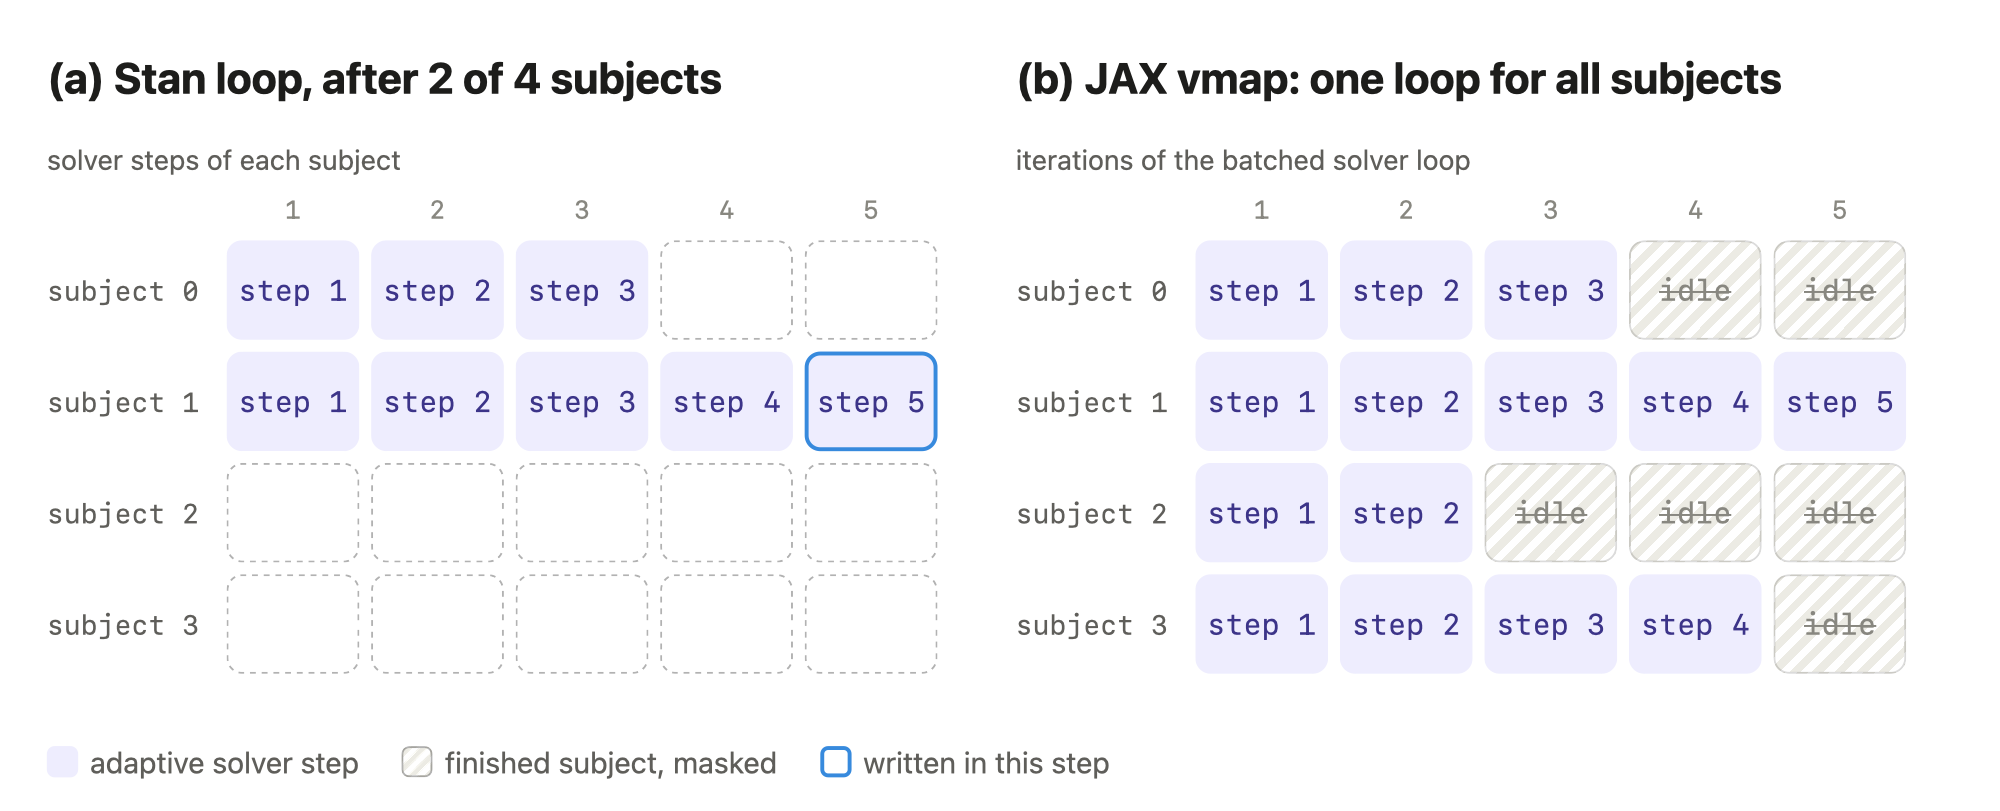 (a) Stan loop, after 2 of 4 subjects
solver steps of each subject
1 2 3 4 5
subject 0 step 1 step 2 step 3
subject 1 step 1 step 2 step 3 step 4 step 5
subject 2
subject 3
(b) JAX vmap: one loop for all subjects
iterations of the batched solver loop
1 2 3 4 5
subject 0 step 1 step 2 step 3 idle idle
subject 1 step 1 step 2 step 3 step 4 step 5
subject 2 step 1 step 2 idle idle idle
subject 3 step 1 step 2 step 3 step 4 idle
adaptive solver step finished subject, masked written in this step